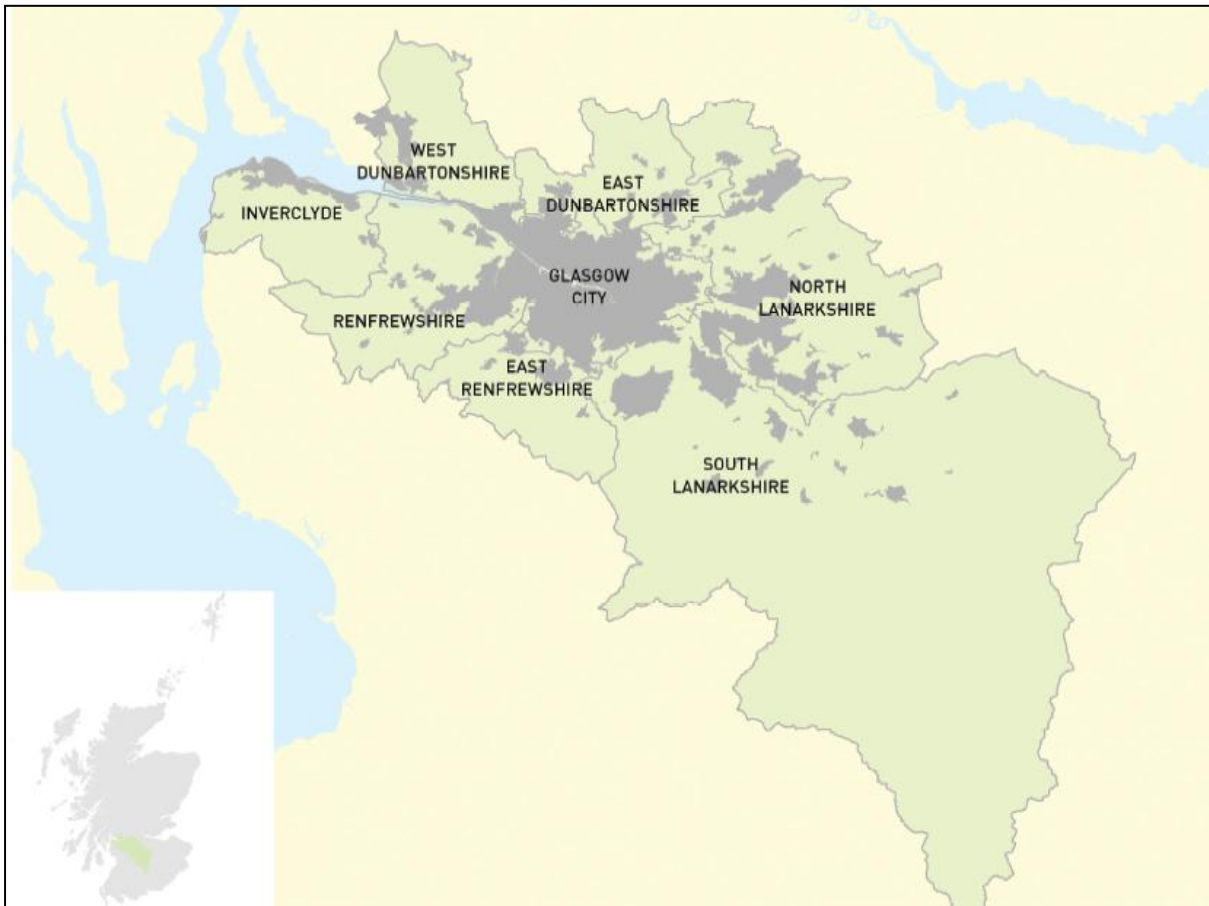 WEST
DUNBARTONSHIRE
EAST
DUNBARTONSHIRE
INVERCLYDE
GLASGOW
CITY
NORTH
LANARKSHIRE
RENFREWSHIRE
EAST
RENFREWSHIRE
SOUTH
LANARKSHIRE